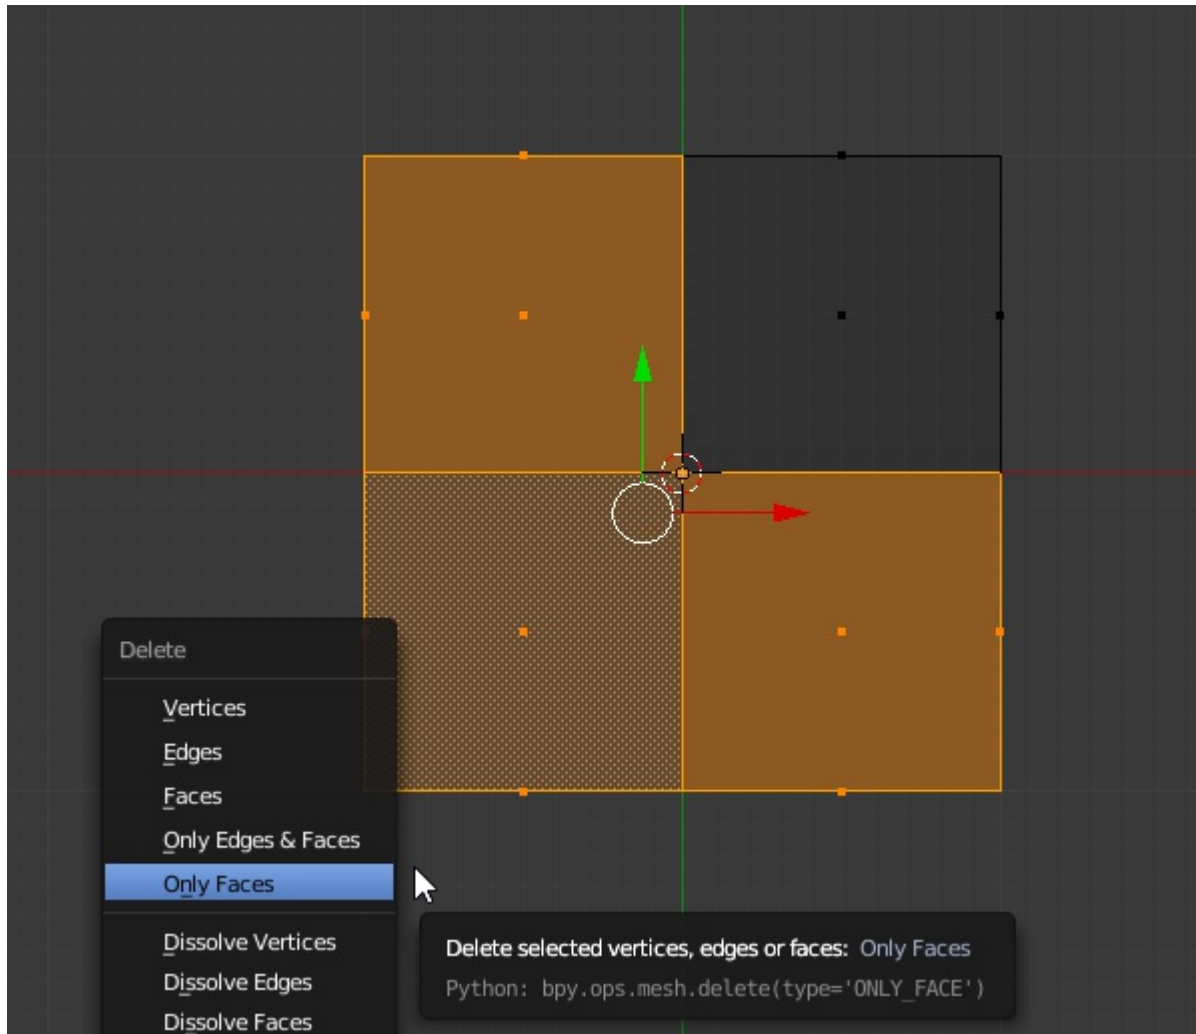 Delete
Vertices
Edges
Faces
Only Edges & Faces
Only Faces
Dissolve Vertices
Dissolve Edges
Dissolve Faces
Delete selected vertices, edges or faces: Only Faces
Python: bpy.ops.mesh.delete(type='ONLY_FACE')